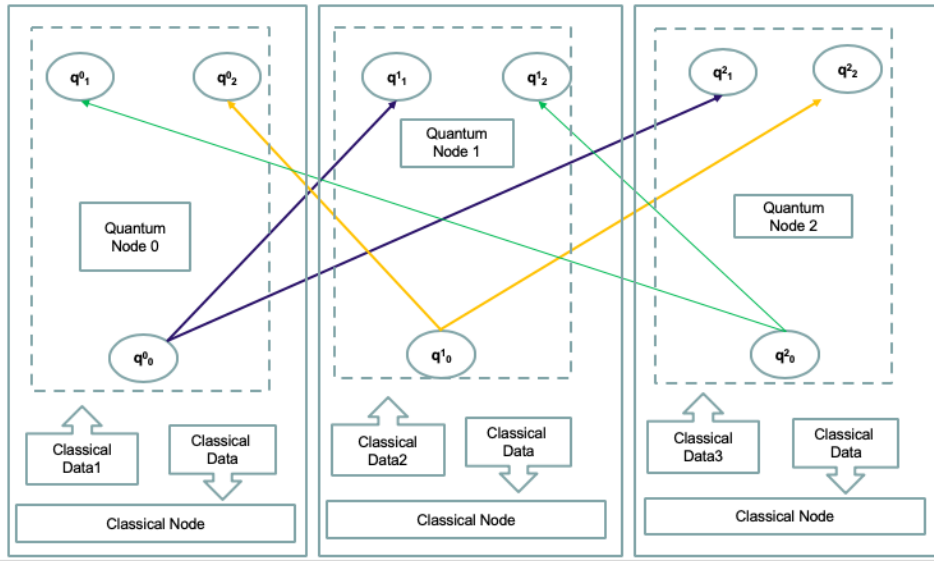 q⁰₁
q⁰₂
q¹₁
q¹₂
q²₁
q²₂
Quantum
Node 1
Quantum
Node 0
Quantum
Node 2
q⁰₀
q¹₀
q²₀
Classical
Data1
Classical
Data
Classical
Data2
Classical
Data
Classical
Data3
Classical
Data
Classical Node
Classical Node
Classical Node